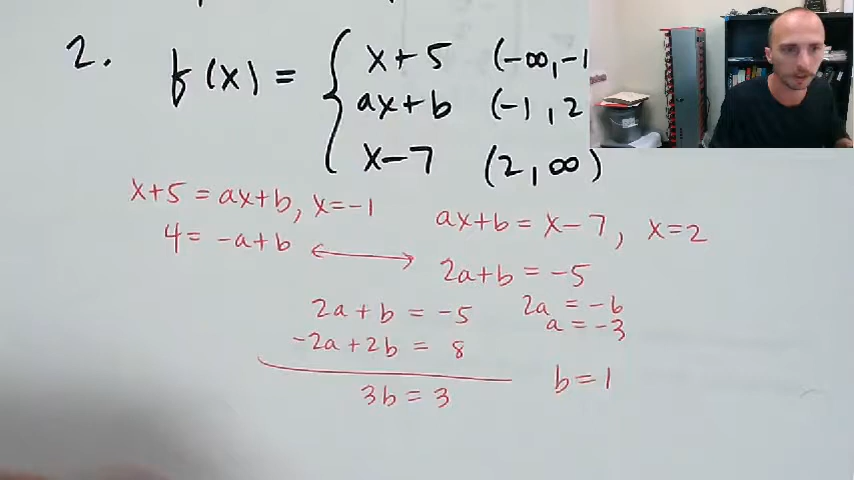 2. f(x) = { x+5 (-∞,-1
ax+b (-1,2
x-7 (2,∞)
x+5 = ax+b, x=-1
ax+b = x-7, x=2
4 = -a+b ⟷ 2a+b = -5
2a+b = -5 2a = -6
a = -3
-2a+2b = 8
3b = 3 b=1